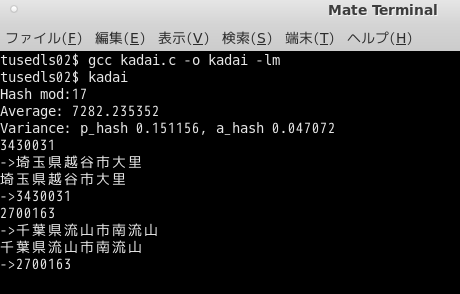 Mate Terminal
ファイル(F) 編集(E) 表示(V) 検索(S) 端末(T) ヘルプ(H)
tusedls02$ gcc kadai.c -o kadai -lm
tusedls02$ kadai
Hash mod:17
Average: 7282.235352
Variance: p_hash 0.151156, a_hash 0.047072
3430031
->埼玉県越谷市大里
埼玉県越谷市大里
->3430031
2700163
->千葉県流山市南流山
千葉県流山市南流山
->2700163